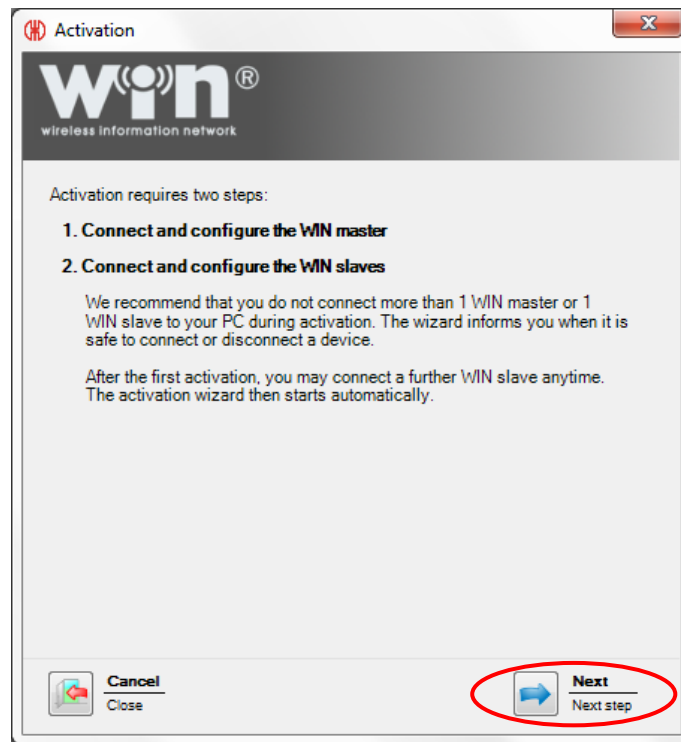 Activation
WIN®
wireless information network
Activation requires two steps:
1. Connect and configure the WIN master
2. Connect and configure the WIN slaves
We recommend that you do not connect more than 1 WIN master or 1
WIN slave to your PC during activation. The wizard informs you when it is
safe to connect or disconnect a device.
After the first activation, you may connect a further WIN slave anytime.
The activation wizard then starts automatically.
Cancel
Close
Next
Next step